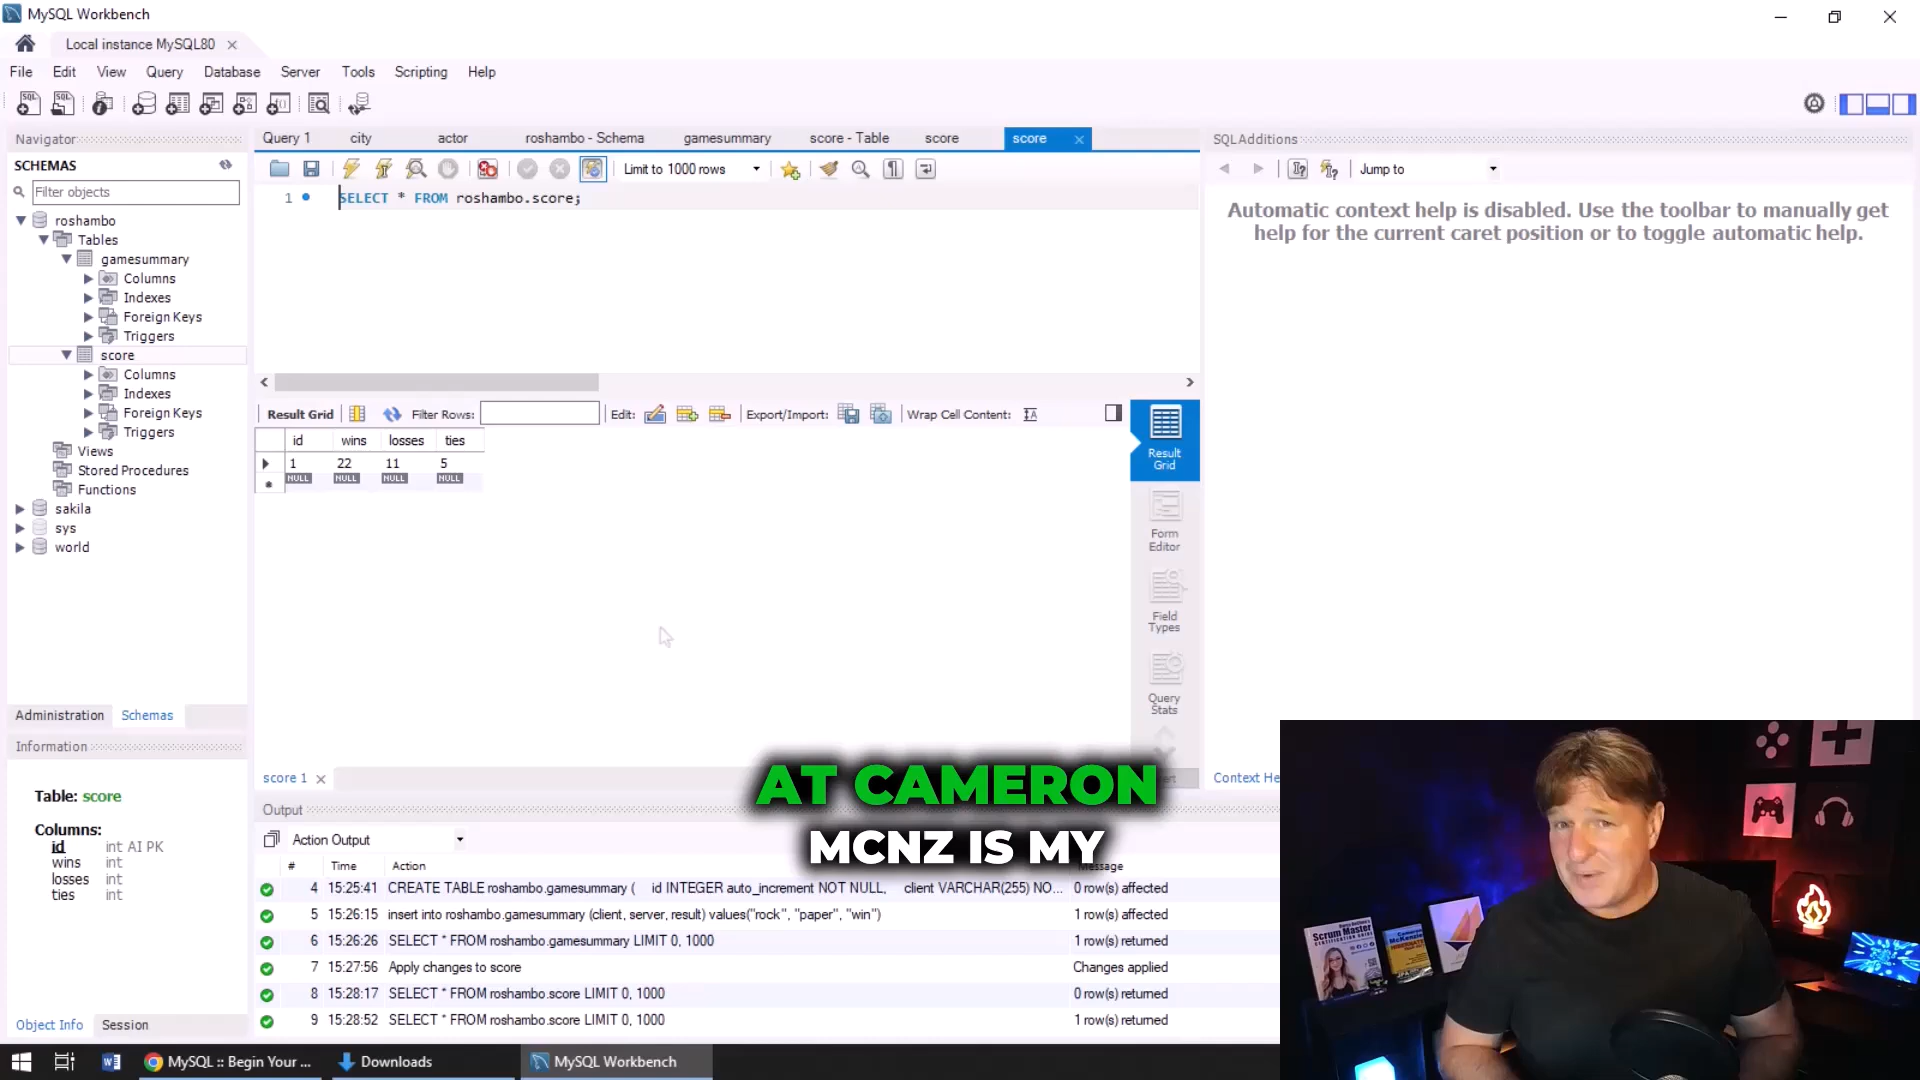 MySQL Workbench
Local instance MySQL80
File Edit View Query Database Server Tools Scripting Help
Navigator
SCHEMAS
Filter objects
roshambo
Tables
gamesummary
Columns
Indexes
Foreign Keys
Triggers
score
Columns
Indexes
Foreign Keys
Triggers
Views
Stored Procedures
Functions
sakila
sys
world
Administration Schemas
Information
Table: score
Columns:
id int AI PK
wins int
losses int
ties int
Object Info Session
Query 1 city actor roshambo - Schema gamesummary score - Table score score
Limit to 1000 rows
1 SELECT * FROM roshambo.score;
Result Grid Filter Rows: Edit: Export/Import: Wrap Cell Content:
id wins losses ties
1 22 11 5
NULL NULL NULL NULL
Result
Grid
Form
Editor
Field
Types
Query
Stats
score 1
Output
Action Output
# Time Action Message
4 15:25:41 CREATE TABLE roshambo.gamesummary ( id INTEGER auto_increment NOT NULL, client VARCHAR(255) NO... 0 row(s) affected
5 15:26:15 insert into roshambo.gamesummary (client, server, result) values("rock", "paper", "win") 1 row(s) affected
6 15:26:26 SELECT * FROM roshambo.gamesummary LIMIT 0, 1000 1 row(s) returned
7 15:27:56 Apply changes to score Changes applied
8 15:28:17 SELECT * FROM roshambo.score LIMIT 0, 1000 0 row(s) returned
9 15:28:52 SELECT * FROM roshambo.score LIMIT 0, 1000 1 row(s) returned
SQLAdditions
Jump to
Automatic context help is disabled. Use the toolbar to manually get
help for the current caret position or to toggle automatic help.
Context He
AT CAMERON
MCNZ IS MY
Scrum Master
MySQL :: Begin Your ... Downloads MySQL Workbench